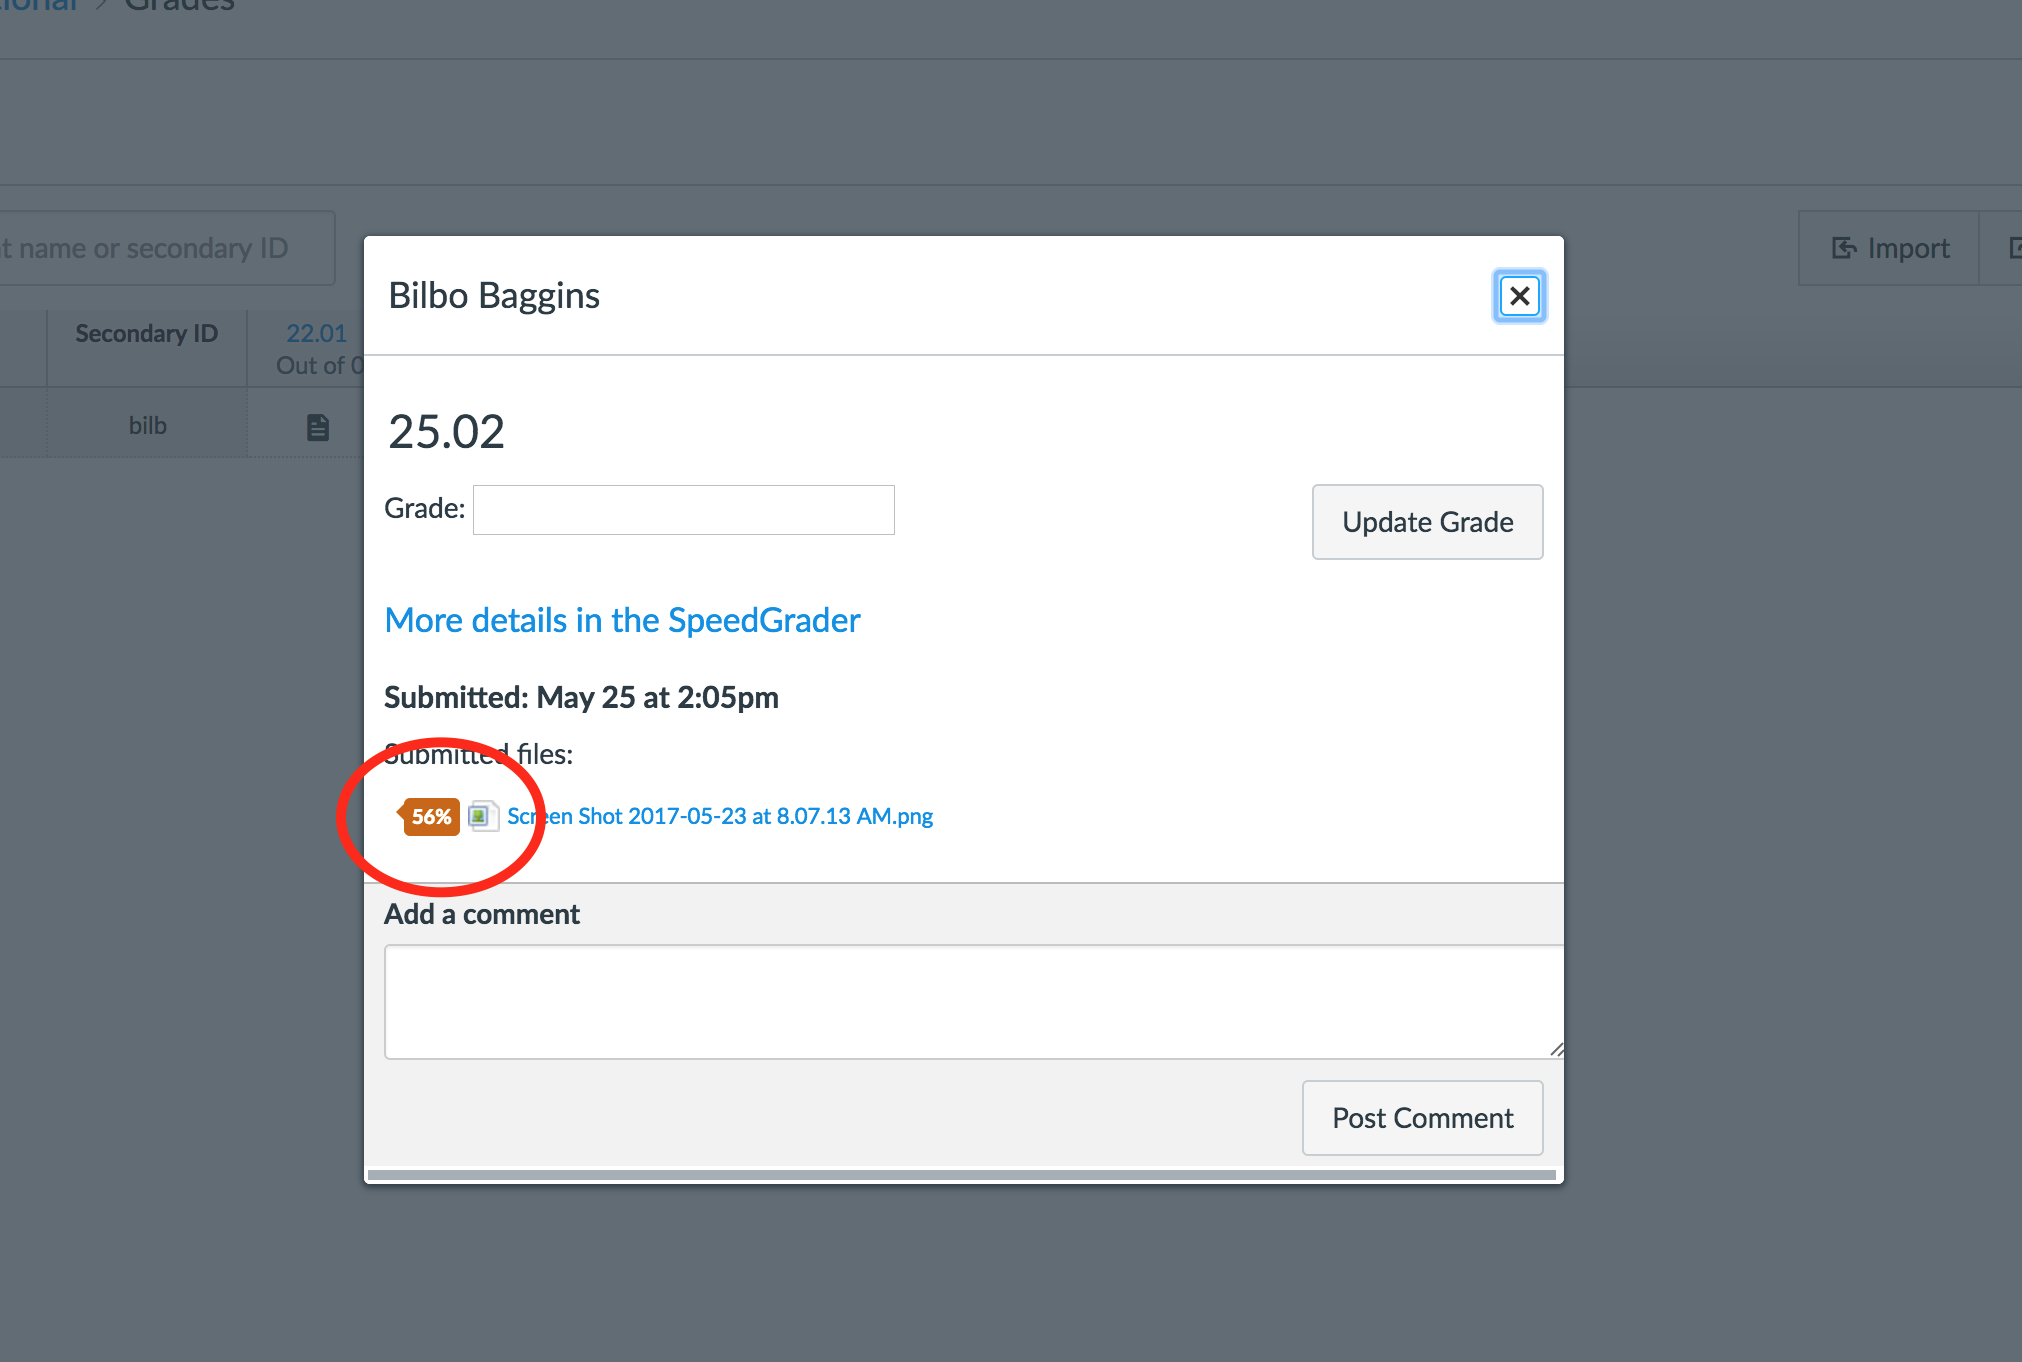 Grades
t name or secondary ID
Import
Secondary ID
22.01
Out of 0
bilb
Bilbo Baggins
25.02
Grade:
Update Grade
More details in the SpeedGrader
Submitted: May 25 at 2:05pm
Submitted files:
56%
Screen Shot 2017-05-23 at 8.07.13 AM.png
Add a comment
Post Comment